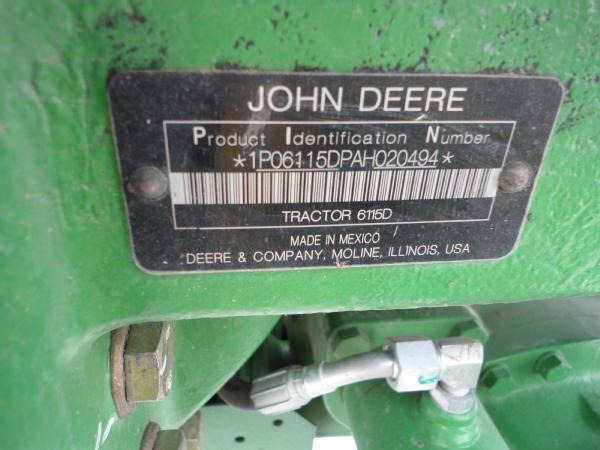 JOHN DEERE
Product Identification Number
*1P06115DPAH020494*
TRACTOR 6115D
MADE IN MEXICO
DEERE & COMPANY, MOLINE, ILLINOIS, USA